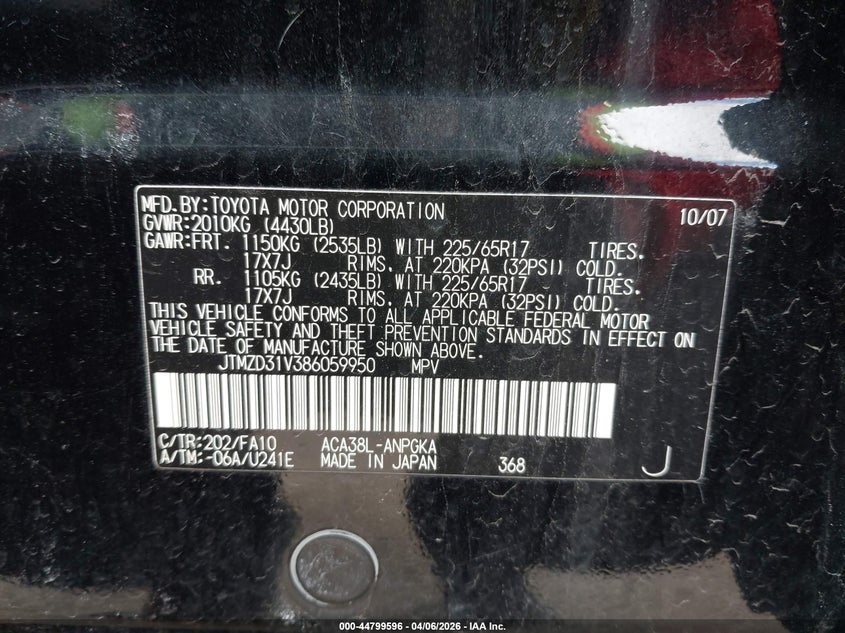 MFD.BY:TOYOTA MOTOR CORPORATION 10/07
GVWR:2010KG (4430LB)
GAWR:FRT. 1150KG (2535LB) WITH 225/65R17 TIRES.
17X7J RIMS. AT 220KPA (32PSI) COLD.
RR. 1105KG (2435LB) WITH 225/65R17 TIRES.
17X7J RIMS. AT 220KPA (32PSI) COLD.
THIS VEHICLE CONFORMS TO ALL APPLICABLE FEDERAL MOTOR
VEHICLE SAFETY AND THEFT PREVENTION STANDARDS IN EFFECT ON
THE DATE OF MANUFACTURE SHOWN ABOVE.
JTMZD31V386059950 MPV
C/TR:202/FA10 ACA38L-ANPGKA
A/TM:-06A/U241E MADE IN JAPAN 368 J
000-44799596 - 04/06/2026 - IAA Inc.